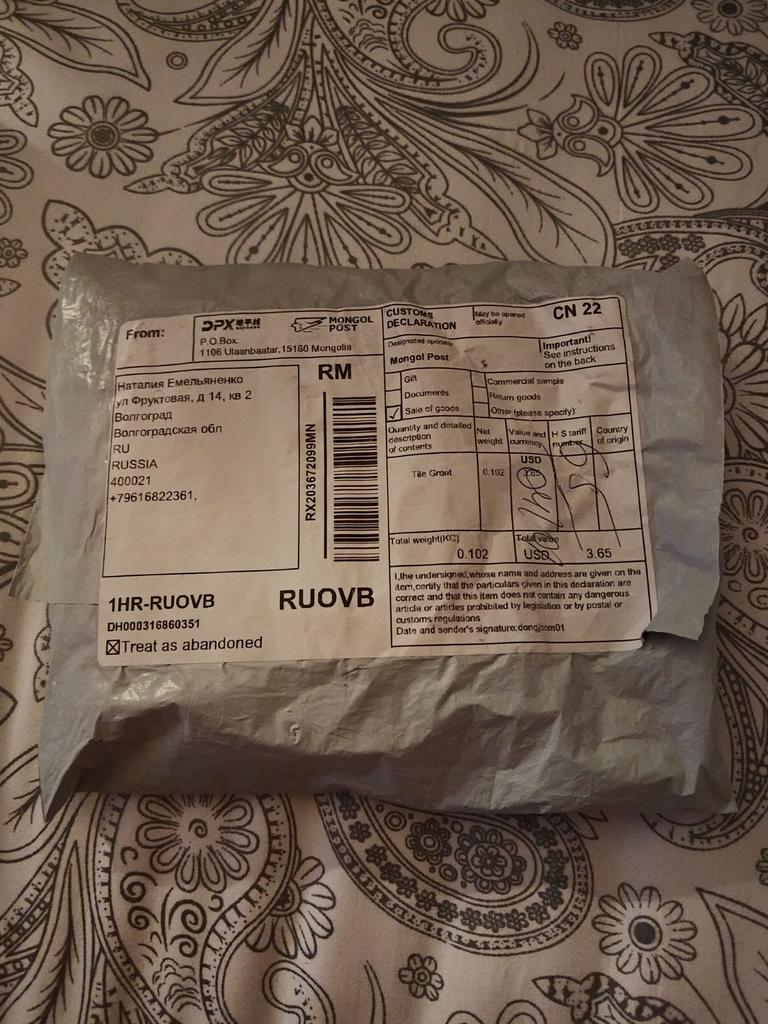 From:
DPX
MONGOL POST
P.O.Box.
1106 Ulaanbaatar,15160 Mongolia
Наталия Емельяненко
ул Фруктовая, д 14, кв 2
Волгоград
Волгоградская обл
RU
RUSSIA
400021
+79616822361,
RM
RX203672099MN
1HR-RUOVB
RUOVB
DH000316860351
Treat as abandoned
CUSTOMS DECLARATION
May be opened officially
CN 22
Designated operator
Mongol Post
Important!
See instructions
on the back
Gift
Commercial sample
Documents
Return goods
Sale of goods
Other (please specify):
Quantity and detailed description of contents
Net weight
Value and currency
H S tariff number
Country of origin
USD
Tile Grout
0.102
3.65
Total weight(KG)
Total value
0.102
USD
3.65
I,the undersigned,whose name and address are given on the
item,certify that the particulars given in this declaration are
correct and that this item does not contain any dangerous
article or articles prohibited by legislation or by postal or
customs regulations
Date and sender's signature: